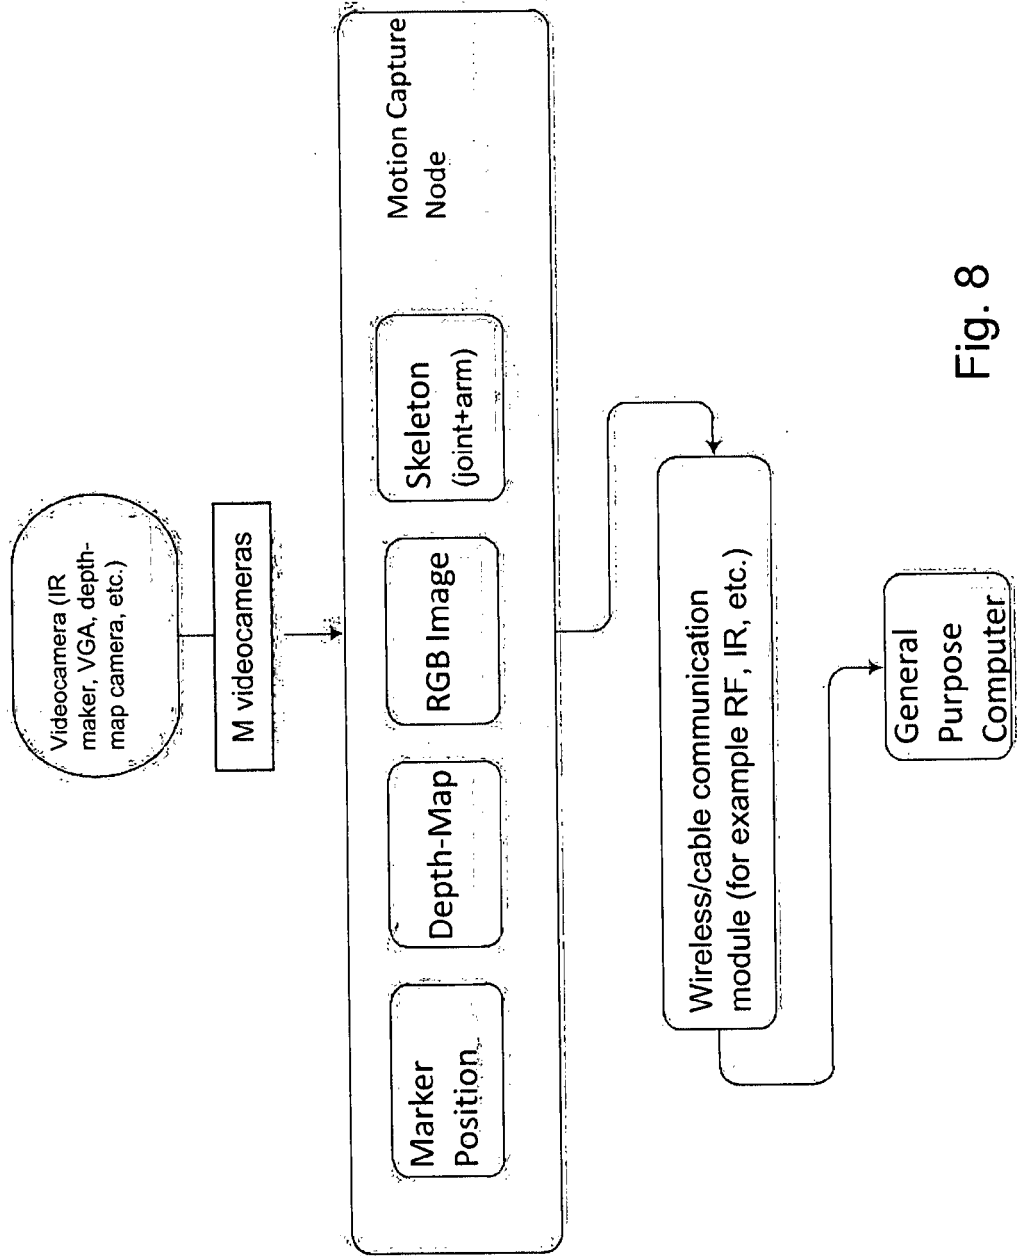 Videocamera (IR
maker, VGA, depth-
map camera, etc.)
M videocameras
Motion Capture
Node
Marker
Position
Depth-Map
RGB Image
Skeleton
(joint+arm)
Wireless/cable communication
module (for example RF, IR, etc.)
General
Purpose
Computer
Fig. 8